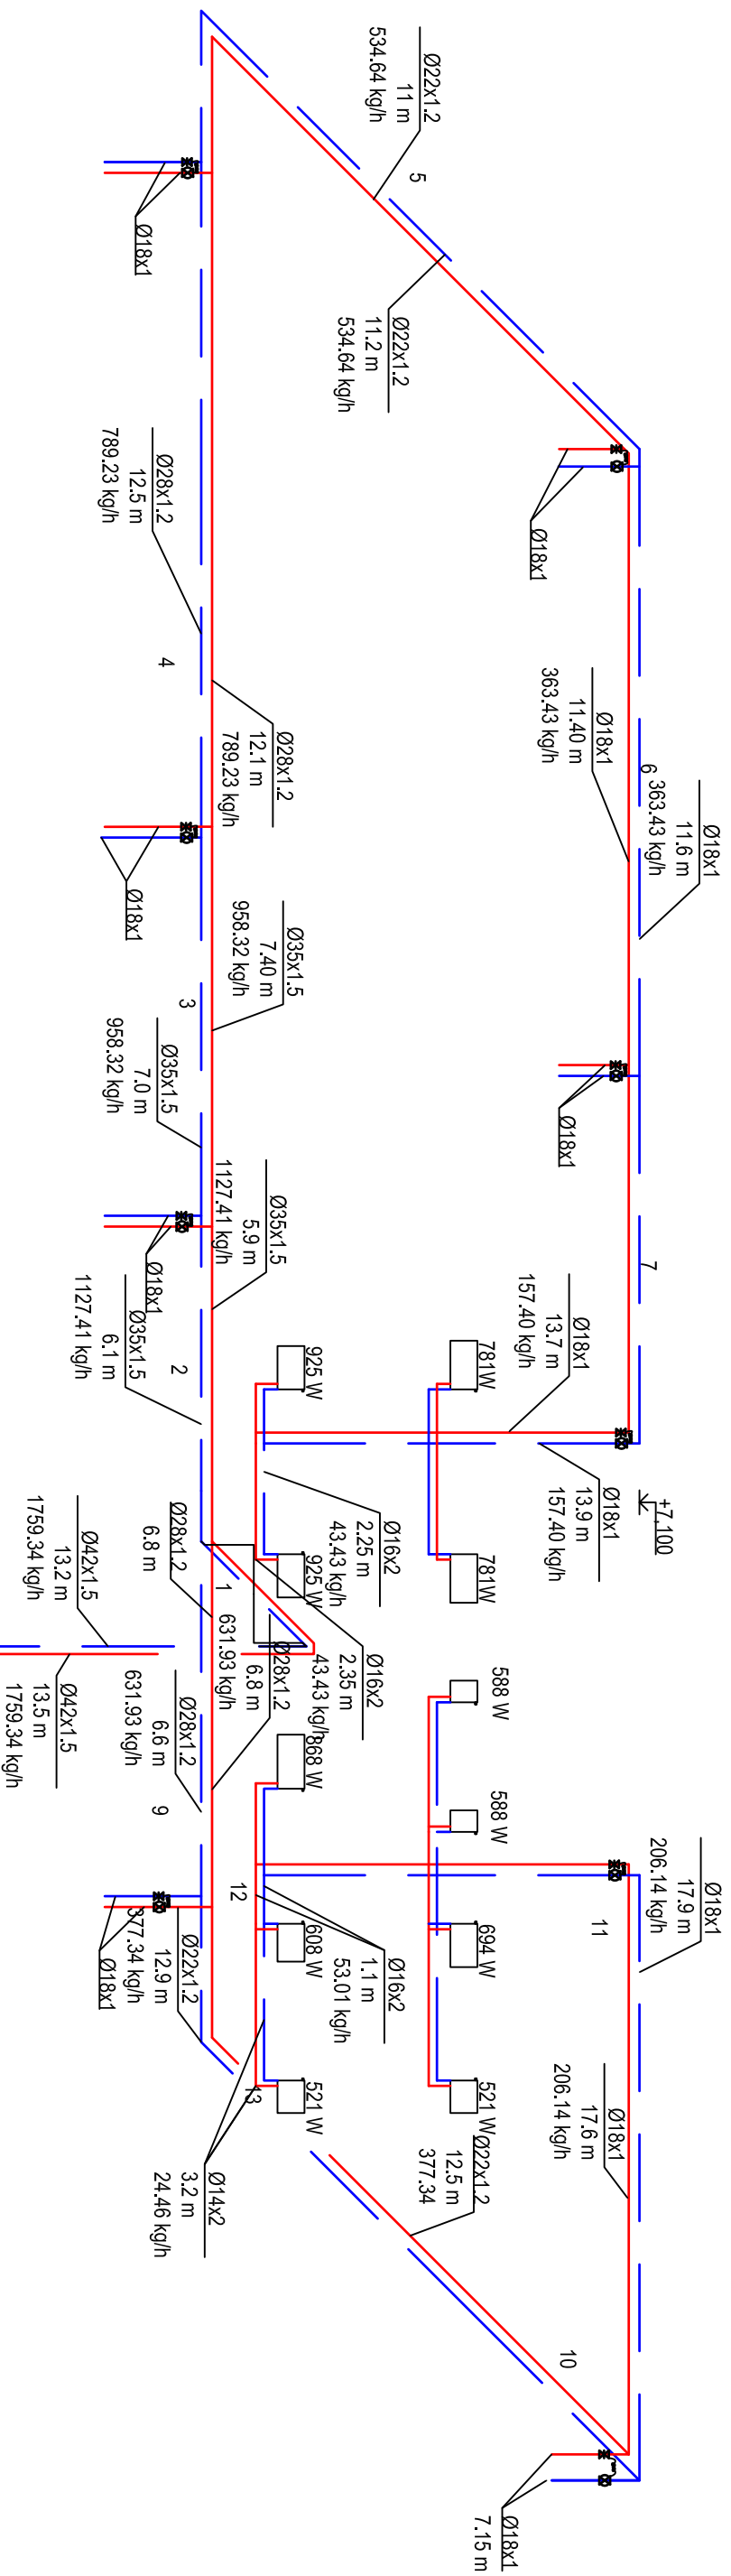 Ø18x1
11.6 m
363.43 kg/h
6
7
+7.100
Ø18x1
17.9 m
206.14 kg/h
11
Ø18x1
11.40 m
363.43 kg/h
Ø18x1
13.9 m
157.40 kg/h
Ø18x1
17.6 m
206.14 kg/h
Ø18x1
13.7 m
157.40 kg/h
Ø18x1
Ø18x1
10
Ø18x1
7.15 m
Ø22x1.2
11 m
534.64 kg/h
5
Ø22x1.2
11.2 m
534.64 kg/h
781W
781W
588 W
588 W
694 W
521 W
Ø22x1.2
12.5 m
377.34
Ø16x2
2.25 m
43.43 kg/h
Ø16x2
2.35 m
43.43 kg/h
Ø16x2
1.1 m
53.01 kg/h
925 W
925 W
868 W
608 W
521 W
12
13
Ø14x2
3.2 m
24.46 kg/h
Ø28x1.2
12.1 m
789.23 kg/h
Ø35x1.5
7.40 m
958.32 kg/h
Ø35x1.5
5.9 m
1127.41 kg/h
Ø28x1.2
6.8 m
631.93 kg/h
1
Ø28x1.2
6.8 m
Ø18x1
Ø28x1.2
12.5 m
789.23 kg/h
4
Ø18x1
3
Ø35x1.5
7.0 m
958.32 kg/h
Ø18x1
2
Ø35x1.5
6.1 m
1127.41 kg/h
Ø28x1.2
6.6 m
631.93 kg/h
9
Ø22x1.2
12.9 m
377.34 kg/h
Ø18x1
Ø42x1.5
13.2 m
1759.34 kg/h
Ø42x1.5
13.5 m
1759.34 kg/h